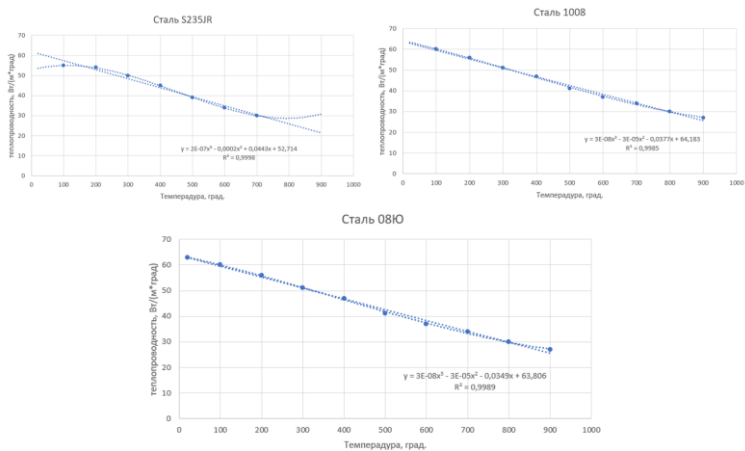 Сталь S235JR
теплопроводность, Вт/(м*град)
70
60
50
40
30
20
10
0
y = 2E-07x³ - 0,0002x² + 0,0443x + 52,714
R² = 0,9998
0 100 200 300 400 500 600 700 800 900 1000
Темперадура, град.
Сталь 1008
теплопроводность, Вт/(м*град)
70
60
50
40
30
20
10
0
y = 3E-08x³ - 3E-05x² - 0,0377x + 64,183
R² = 0,9985
0 100 200 300 400 500 600 700 800 900 1000
Темперадура, град.
Сталь 08Ю
теплопроводность, Вт/(м*град)
70
60
50
40
30
20
10
0
y = 3E-08x³ - 3E-05x² - 0,0349x + 63,806
R² = 0,9989
0 100 200 300 400 500 600 700 800 900 1000
Темперадура, град.